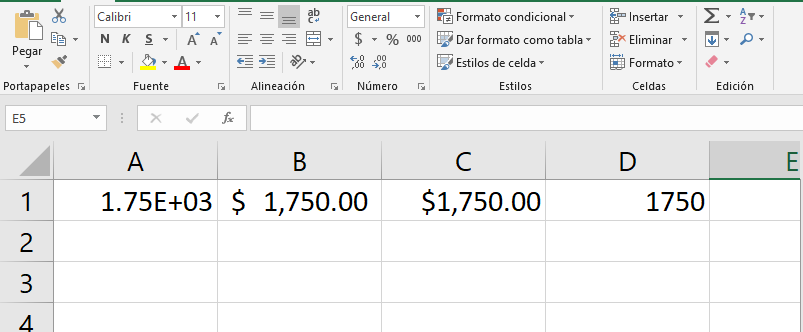 Calibri 11 ab General Formato condicional Insertar Σ A Z
Pegar N K S A A $ % 000 Dar formato como tabla Eliminar
A Estilos de celda Formato
Portapapeles Fuente Alineación Número Estilos Celdas Edición
E5 fx
A B C D E
1 1.75E+03 $ 1,750.00 $1,750.00 1750
2
3
4